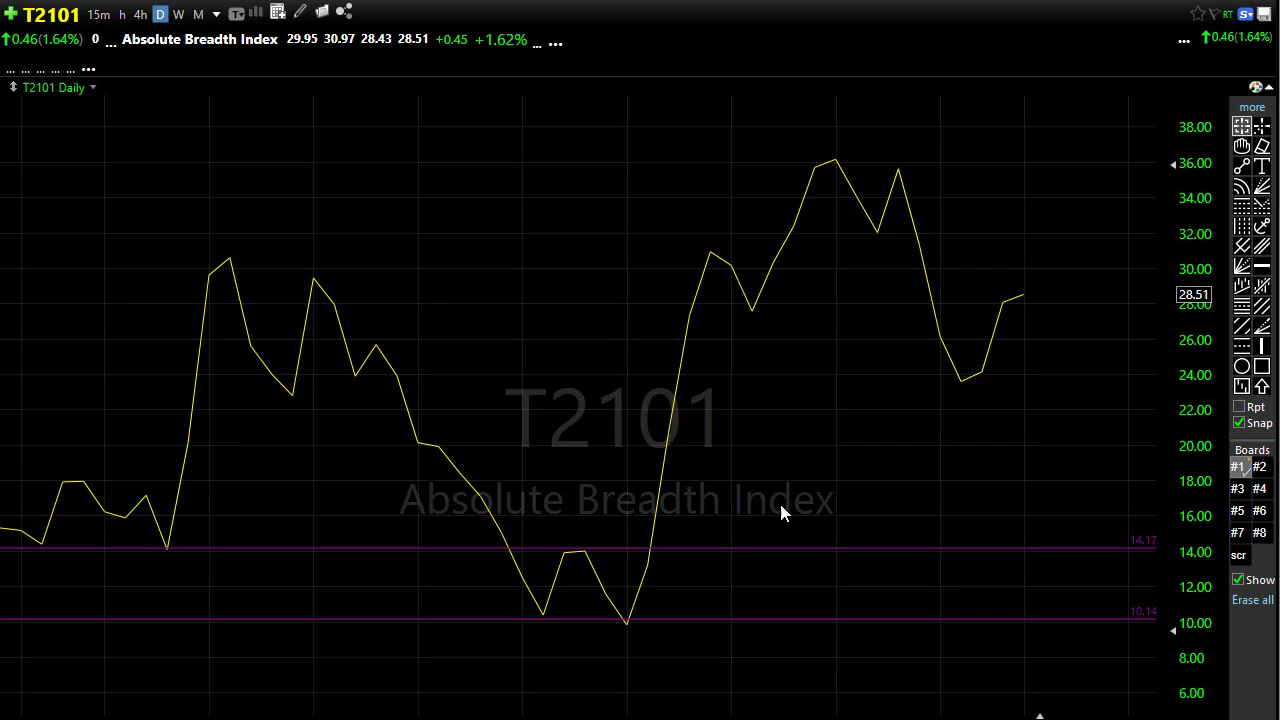 T2101 15m h 4h D W M T RT S
0.46(1.64%) 0 ... Absolute Breadth Index 29.95 30.97 28.43 28.51 +0.45 +1.62% ... ... ... 0.46(1.64%)
... ... ... ... ... ...
T2101 Daily
more
38.00
36.00
34.00
32.00
30.00
28.51
28.00
26.00
24.00
22.00
20.00
18.00
16.00
14.00
12.00
10.00
8.00
6.00
T2101
Absolute Breadth Index
14.17
10.14
T
Rpt
Snap
Boards
#1 #2
#3 #4
#5 #6
#7 #8
scr
Show
Erase all